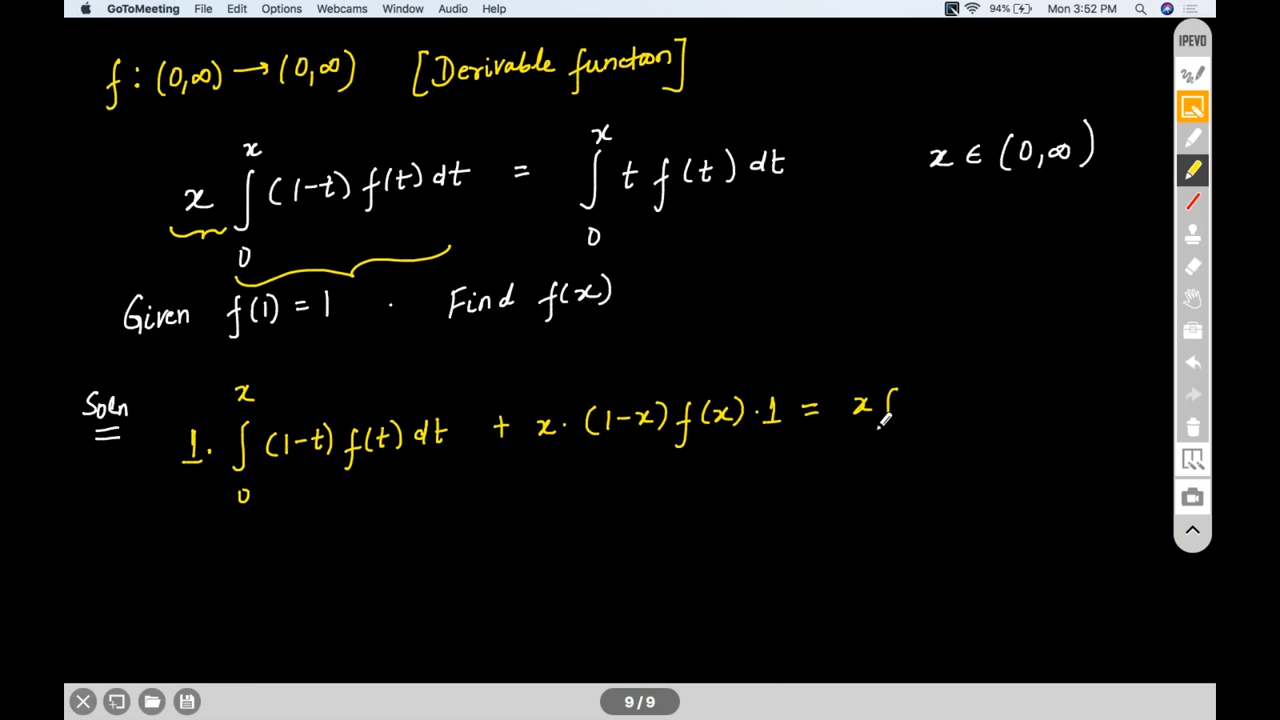 GoToMeeting File Edit Options Webcams Window Audio Help 94% Mon 3:52 PM
IPEVO
f : (0,∞) → (0,∞) [Derivable function]
x ∫₀ˣ (1-t) f(t) dt = ∫₀ˣ t f(t) dt x ∈ (0,∞)
Given f(1) = 1 . Find f(x)
Soln
1. ∫₀ˣ (1-t) f(t) dt + x. (1-x) f(x) . 1 = x f
9 / 9